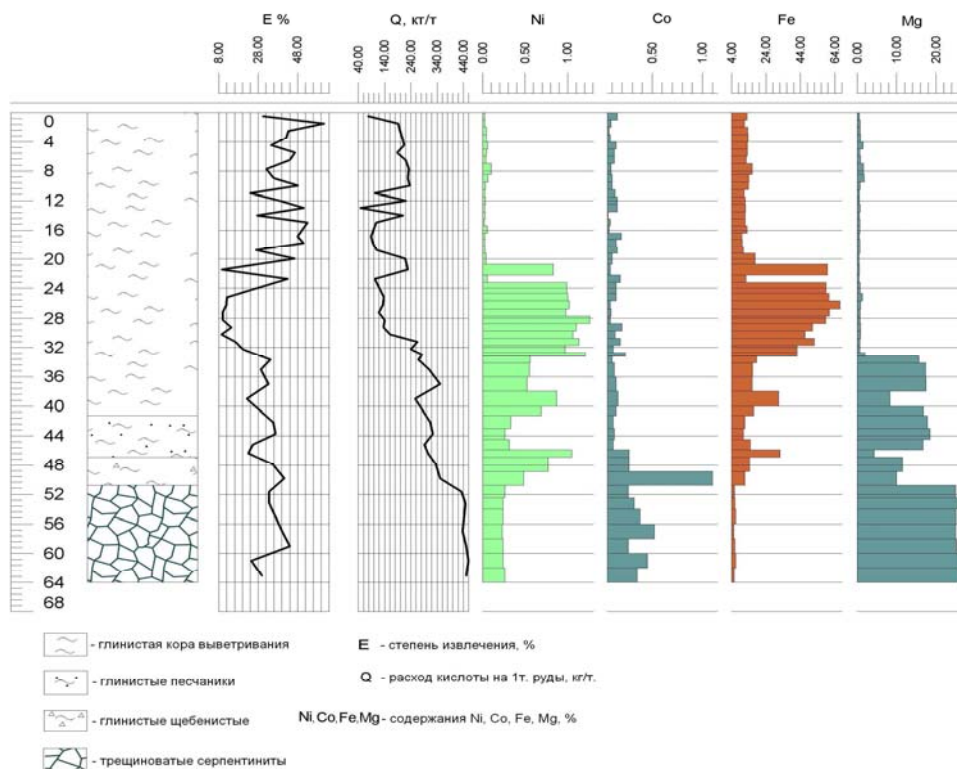 E %
Q, кг/т
Ni
Co
Fe
Mg
8.00 28.00 48.00
40.00 140.00 240.00 340.00 440.00
0.00 0.50 1.00
0.50 1.00
4.00 24.00 44.00 64.00
0.00 10.00 20.00
0
4
8
12
16
20
24
28
32
36
40
44
48
52
56
60
64
68
- глинистая кора выветривания
- глинистые песчаники
- глинистые щебенистые
- трещиноватые серпентиниты
E - степень извлечения, %
Q - расход кислоты на 1т. руды, кг/т.
Ni,Co,Fe,Mg - содержания Ni, Co, Fe, Mg, %